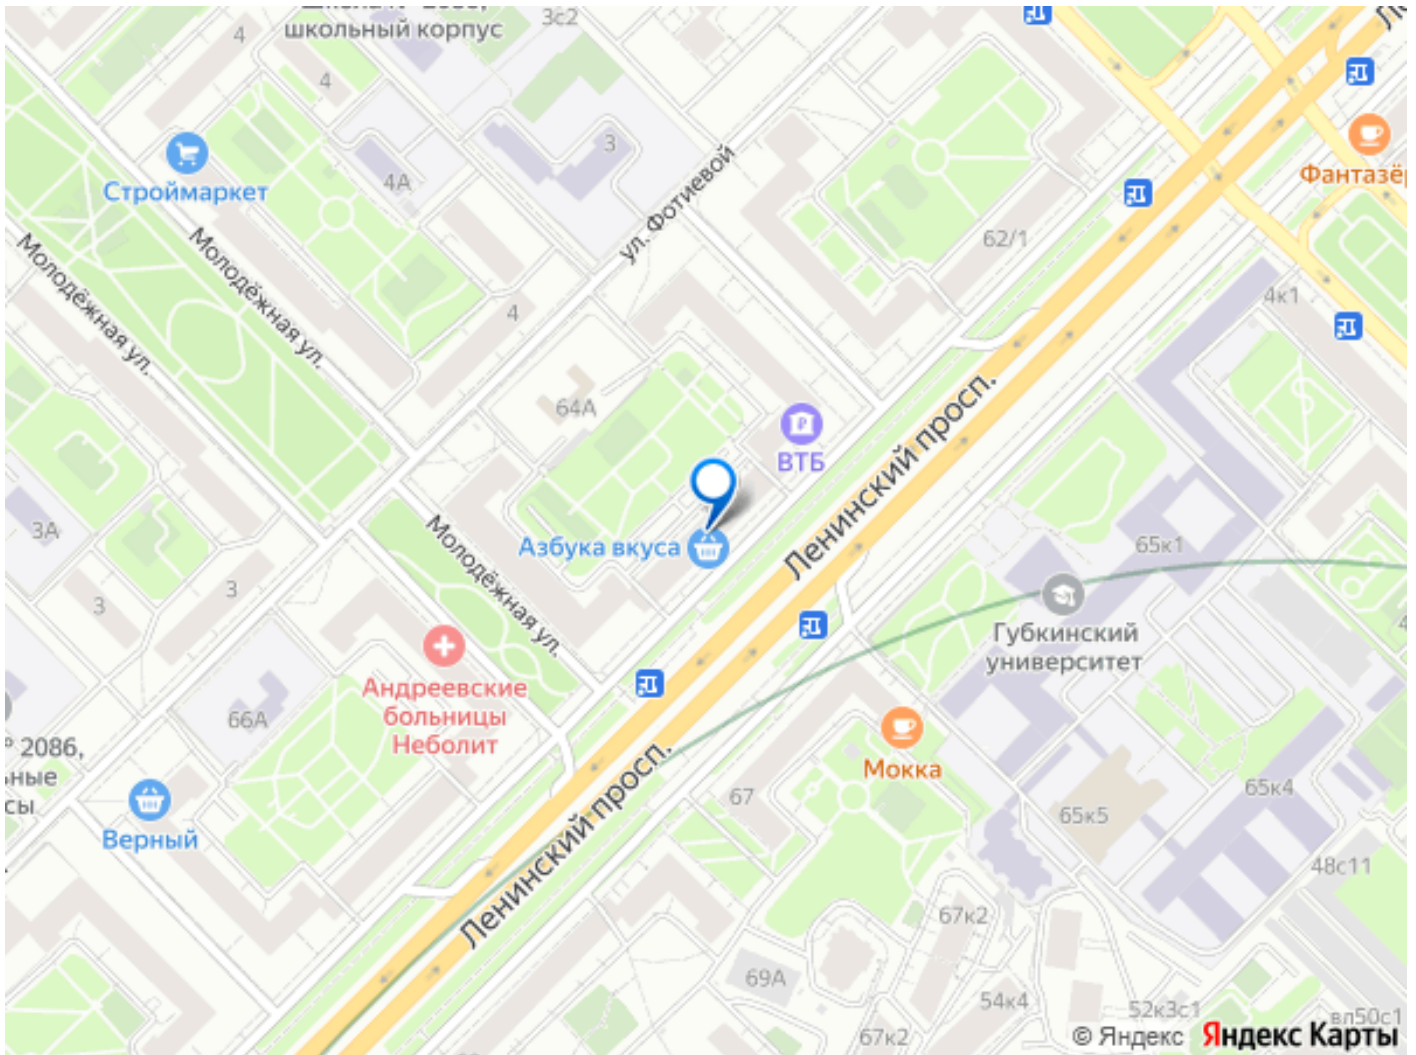 школьный корпус
3с2
4
4
Строймаркет
4А
3
ул. Фотиевой
62/1
Фантазёр
4к1
Молодёжная ул.
Молодёжная ул.
4
64А
ВТБ
Ленинский просп.
Азбука вкуса
3А
3
3
Молодёжная ул.
65к1
Губкинский
университет
Андреевские
больницы
Неболит
66А
2086,
Верный
Мокка
67
65к5
65к4
48с11
Ленинский просп.
67к2
69А
54к4
52к3с1
вл50с1
67к2
© Яндекс Яндекс Карты